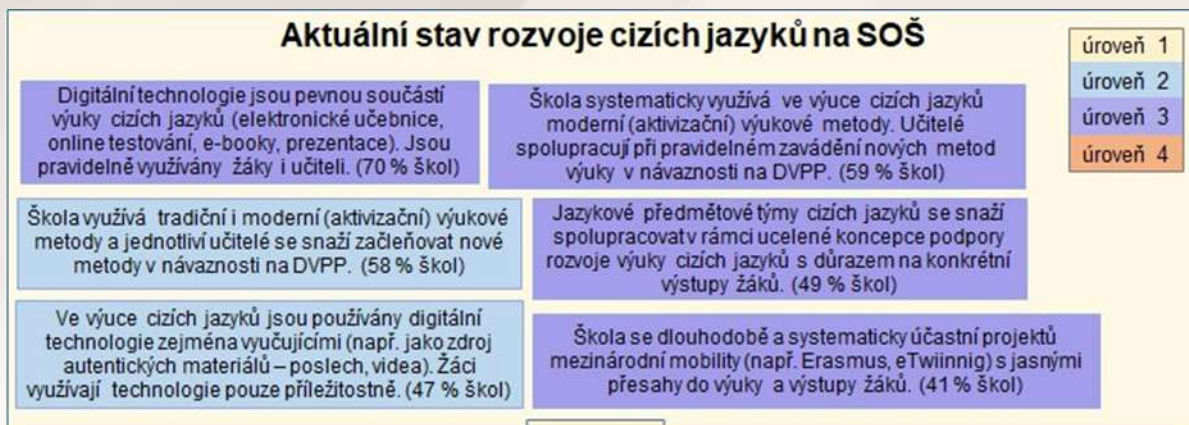 Aktuální stav rozvoje cizích jazyků na SOŠ
úroveň 1
úroveň 2
úroveň 3
úroveň 4
Digitální technologie jsou pevnou součástí
výuky cizích jazyků (elektronické učebnice,
online testování, e-booky, prezentace). Jsou
pravidelně využívány žáky i učiteli. (70 % škol)
Škola systematicky využívá ve výuce cizích jazyků
moderní (aktivizační) výukové metody. Učitelé
spolupracují při pravidelném zavádění nových metod
výuky v návaznosti na DVPP. (59 % škol)
Škola využívá tradiční i moderní (aktivizační) výukové
metody a jednotliví učitelé se snaží začleňovat nové
metody v návaznosti na DVPP. (58 % škol)
Jazykové předmětové týmy cizích jazyků se snaží
spolupracovat v rámci ucelené koncepce podpory
rozvoje výuky cizích jazyků s důrazem na konkrétní
výstupy žáků. (49 % škol)
Ve výuce cizích jazyků jsou používány digitální
technologie zejména vyučujícími (např. jako zdroj
autentických materiálů – poslech, videa). Žáci
využívají technologie pouze příležitostně. (47 % škol)
Škola se dlouhodobě a systematicky účastní projektů
mezinárodní mobility (např. Erasmus, eTwiinnig) s jasnými
přesahy do výuky a výstupy žáků. (41 % škol)